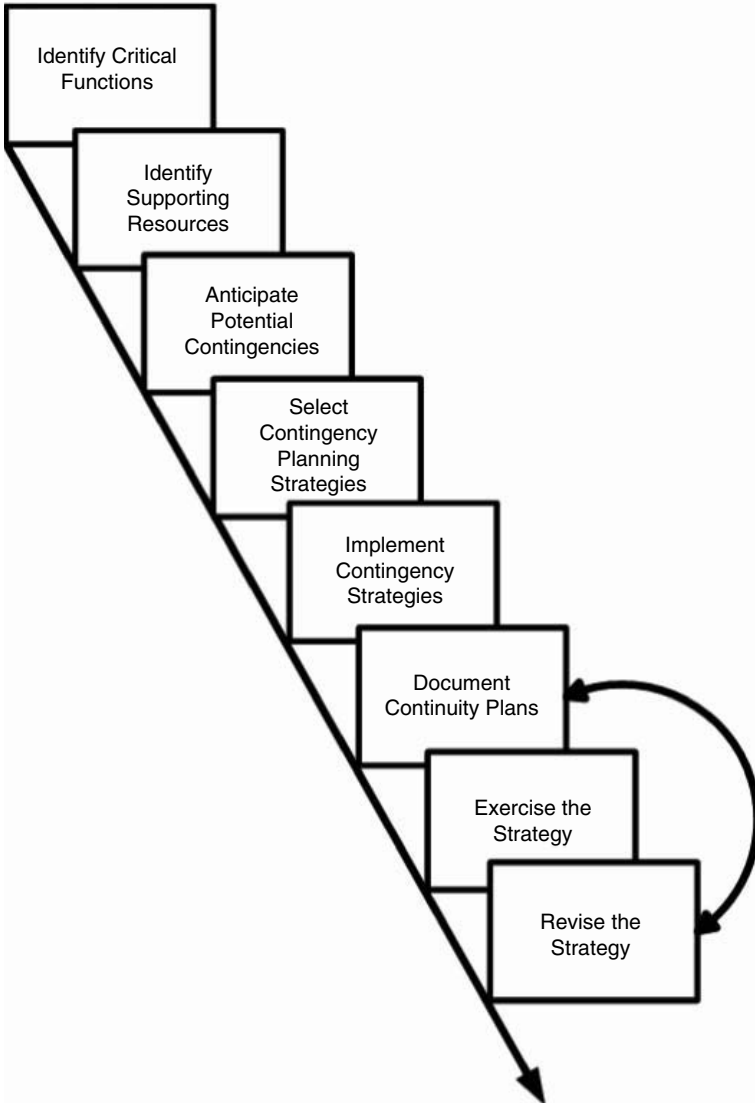 Identify Critical
Functions
Identify
Supporting
Resources
Anticipate
Potential
Contingencies
Select
Contingency
Planning
Strategies
Implement
Contingency
Strategies
Document
Continuity Plans
Exercise the
Strategy
Revise the
Strategy